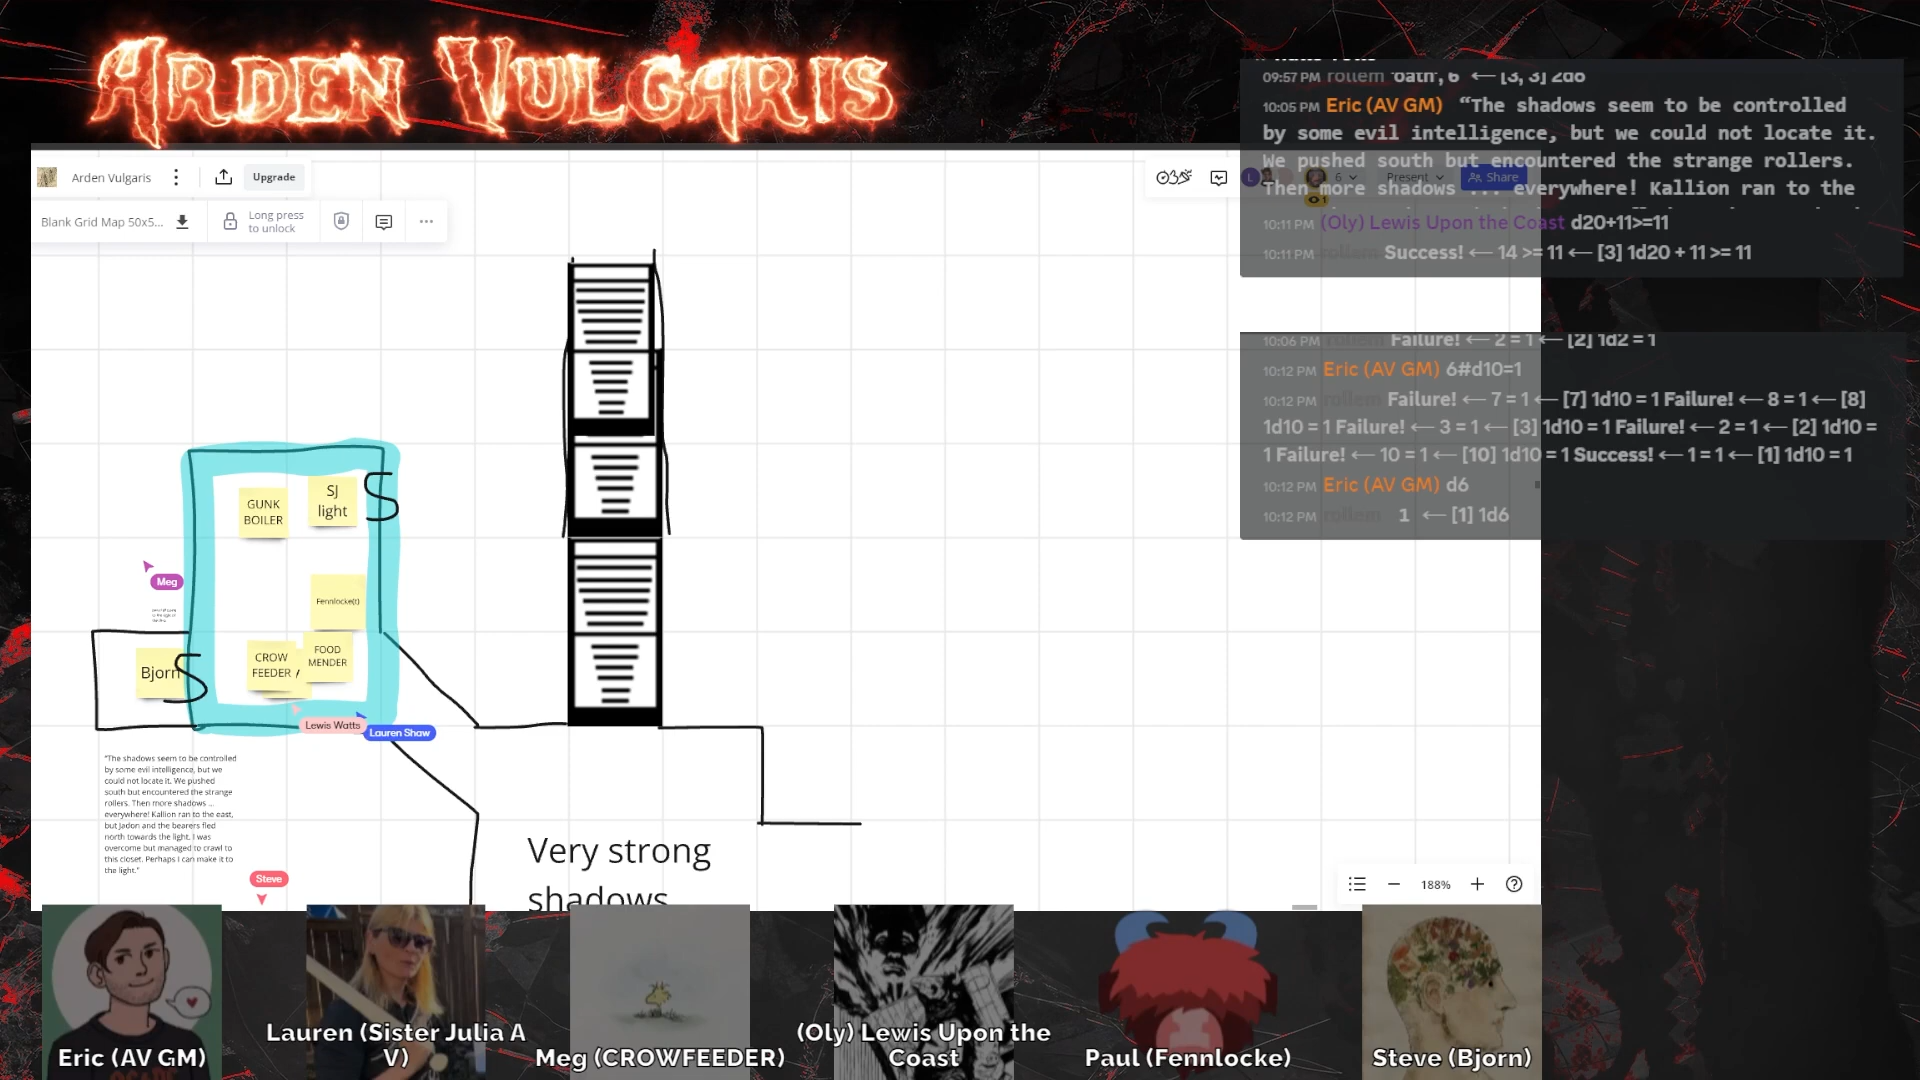 ARDEN VULGARIS
09:57 PM rollem 'oath', 6 ⟵ [3, 3] 2d6
10:05 PM Eric (AV GM) “The shadows seem to be controlled
by some evil intelligence, but we could not locate it.
We pushed south but encountered the strange rollers.
Then more shadows ... everywhere! Kallion ran to the
10:11 PM (Oly) Lewis Upon the Coast d20+11>=11
10:11 PM rollem Success! ⟵ 14 >= 11 ⟵ [3] 1d20 + 11 >= 11
Arden Vulgaris
Upgrade
6
Present
Share
1
Blank Grid Map 50x5...
Long press
to unlock
10:06 PM rollem Failure! ⟵ 2 = 1 ⟵ [2] 1d2 = 1
10:12 PM Eric (AV GM) 6#d10=1
10:12 PM rollem Failure! ⟵ 7 = 1 ⟵ [7] 1d10 = 1 Failure! ⟵ 8 = 1 ⟵ [8]
1d10 = 1 Failure! ⟵ 3 = 1 ⟵ [3] 1d10 = 1 Failure! ⟵ 2 = 1 ⟵ [2] 1d10 =
1 Failure! ⟵ 10 = 1 ⟵ [10] 1d10 = 1 Success! ⟵ 1 = 1 ⟵ [1] 1d10 = 1
10:12 PM Eric (AV GM) d6
10:12 PM rollem 1 ⟵ [1] 1d6
GUNK
BOILER
SJ
light
S
Meg
Fennlocke(t)
FOOD
MENDER
CROW
FEEDER
Bjorn
S
Lewis Watts
Lauren Shaw
"The shadows seem to be controlled
by some evil intelligence, but we
could not locate it. We pushed
south but encountered the strange
rollers. Then more shadows ...
everywhere! Kallion ran to the east,
but Jadon and the bearers fled
north towards the light. I was
overcome but managed to crawl to
this closet. Perhaps I can make it to
the light."
Steve
Very strong
shadows
188%
Eric (AV GM)
Lauren (Sister Julia A
V)
Meg (CROWFEEDER)
(Oly) Lewis Upon the
Coast
Paul (Fennlocke)
Steve (Bjorn)